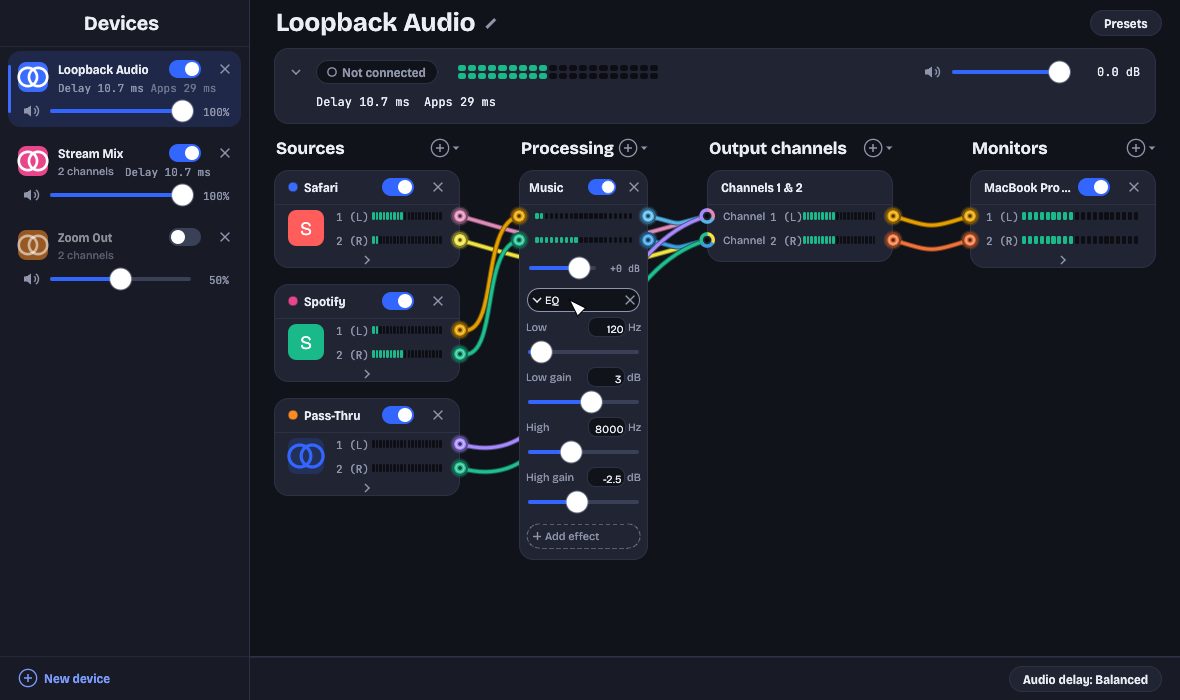 Devices
Loopback Audio
Delay 10.7 ms Apps 29 ms
100%
Stream Mix
2 channels Delay 10.7 ms
100%
Zoom Out
2 channels
50%
New device
Loopback Audio
Presets
Not connected
0.0 dB
Delay 10.7 ms Apps 29 ms
Sources
Safari
S
1 (L)
2 (R)
Spotify
S
1 (L)
2 (R)
Pass-Thru
1 (L)
2 (R)
Processing
Music
+0 dB
EQ
Low 120 Hz
Low gain 3 dB
High 8000 Hz
High gain -2.5 dB
+ Add effect
Output channels
Channels 1 & 2
Channel 1 (L)
Channel 2 (R)
Monitors
MacBook Pro ...
1 (L)
2 (R)
Audio delay: Balanced